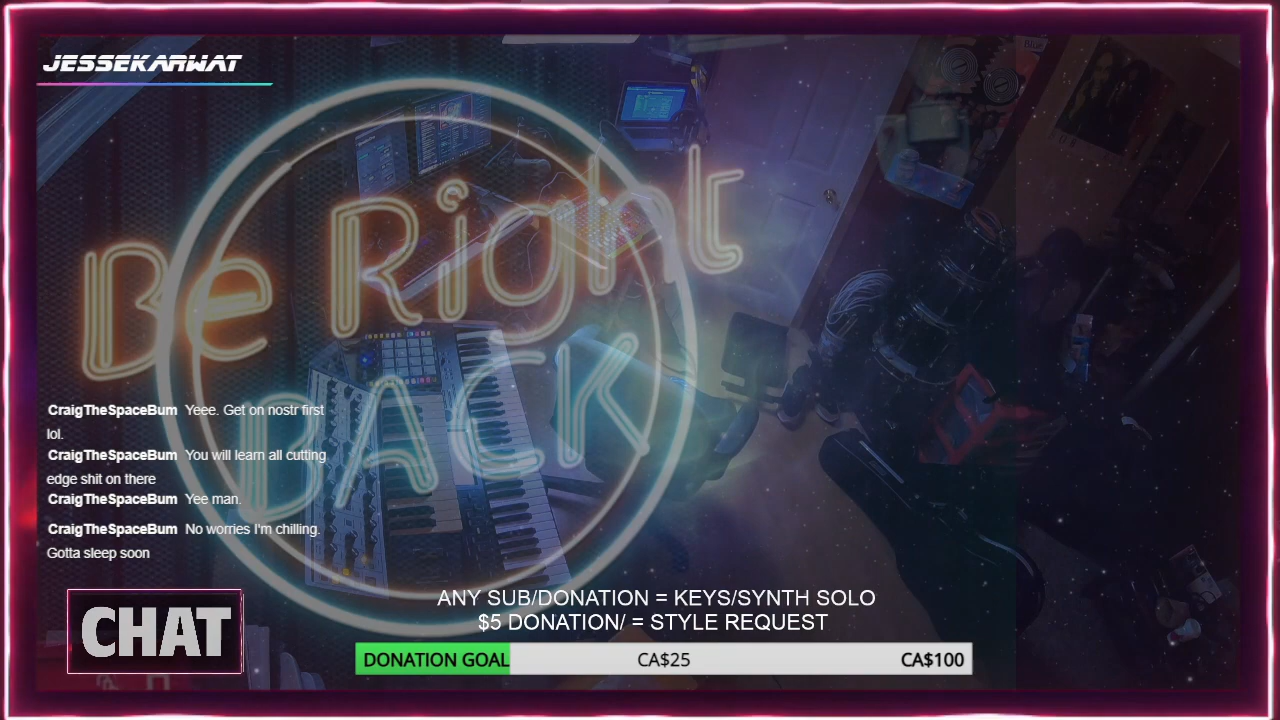 JESSEKARWAT
Be Right
BACK
CraigTheSpaceBum Yeee. Get on nostr first
lol.
CraigTheSpaceBum You will learn all cutting
edge shit on there
CraigTheSpaceBum Yee man.
CraigTheSpaceBum No worries I'm chilling.
Gotta sleep soon
CHAT
ANY SUB/DONATION = KEYS/SYNTH SOLO
$5 DONATION/ = STYLE REQUEST
DONATION GOAL CA$25 CA$100